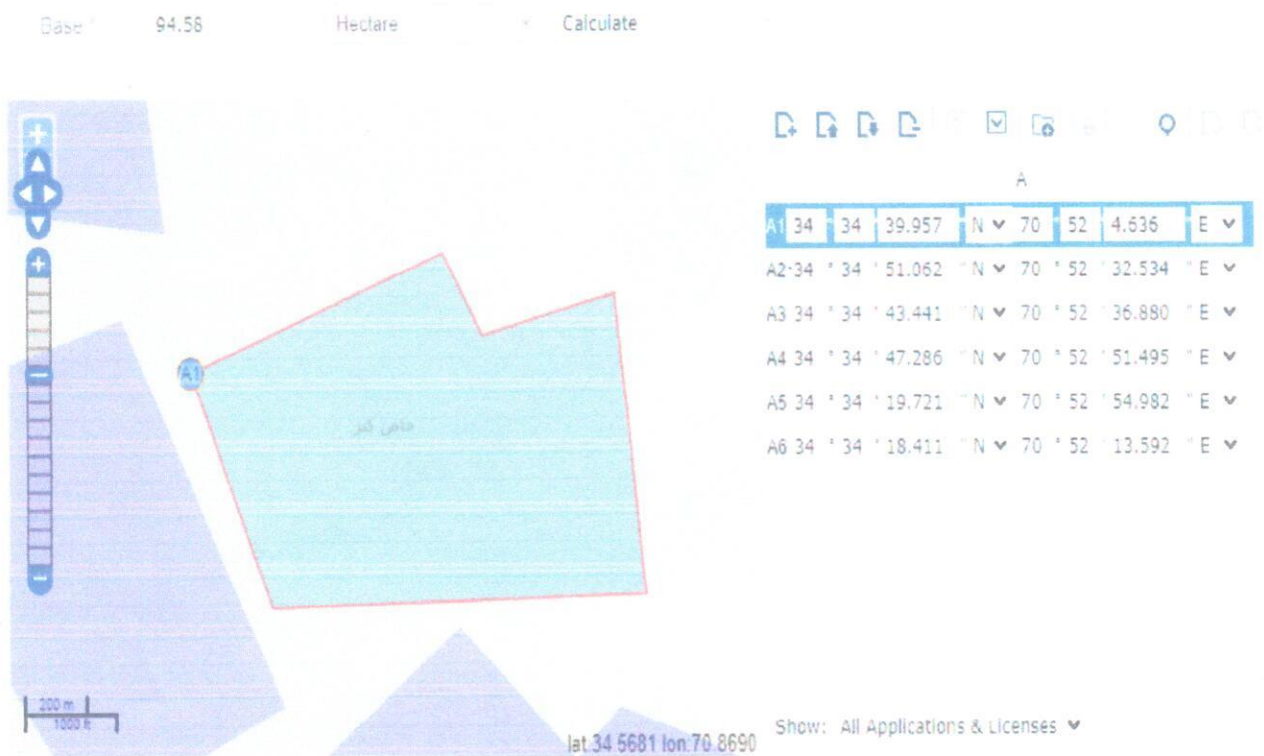 Base 94.58 Hectare Calculate
A
A1 34 34 39.957 N 70 52 4.636 E
A2 34 ° 34 ' 51.062 " N 70 ° 52 ' 32.534 " E
A3 34 ° 34 ' 43.441 " N 70 ° 52 ' 36.880 " E
A4 34 ° 34 ' 47.286 " N 70 ° 52 ' 51.495 " E
A5 34 ° 34 ' 19.721 " N 70 ° 52 ' 54.982 " E
A6 34 ° 34 ' 18.411 " N 70 ° 52 ' 13.592 " E
A1
200 m
1000 ft
lat 34.5681 lon:70.8690
Show: All Applications & Licenses